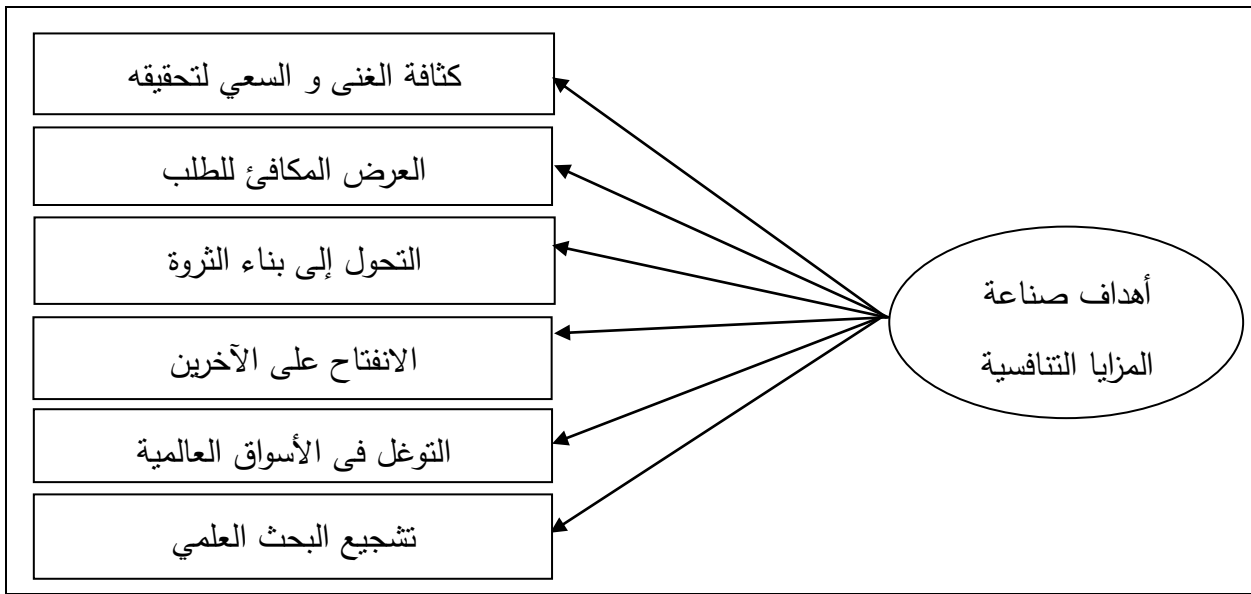 أهداف صناعة
المزايا التنافسية
كثافة الغنى و السعي لتحقيقه
العرض المكافئ للطلب
التحول إلى بناء الثروة
الانفتاح على الآخرين
التوغل فى الأسواق العالمية
تشجيع البحث العلمي